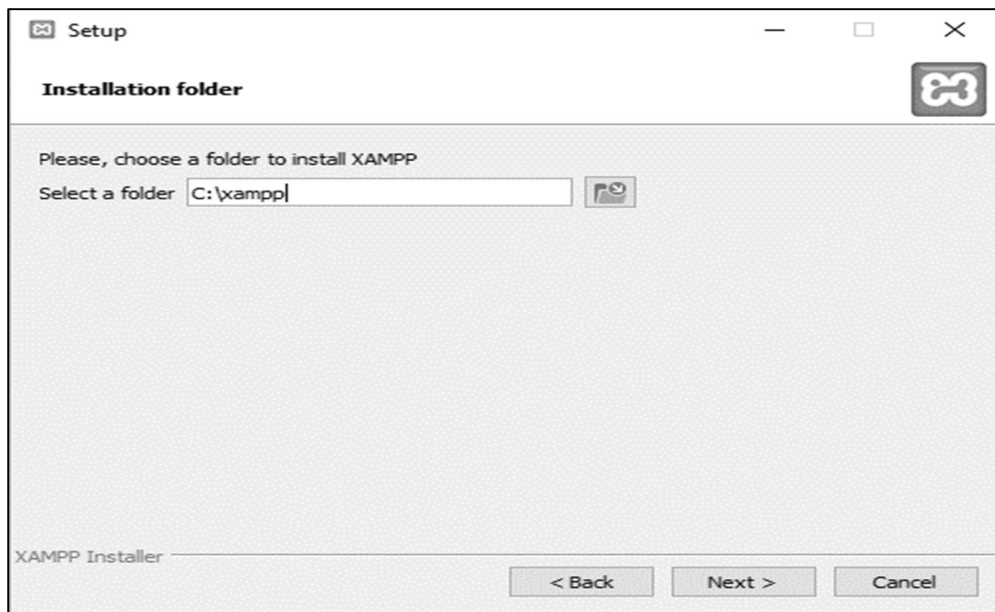 Setup
Installation folder
Please, choose a folder to install XAMPP
Select a folder C:\xampp
XAMPP Installer
< Back Next > Cancel